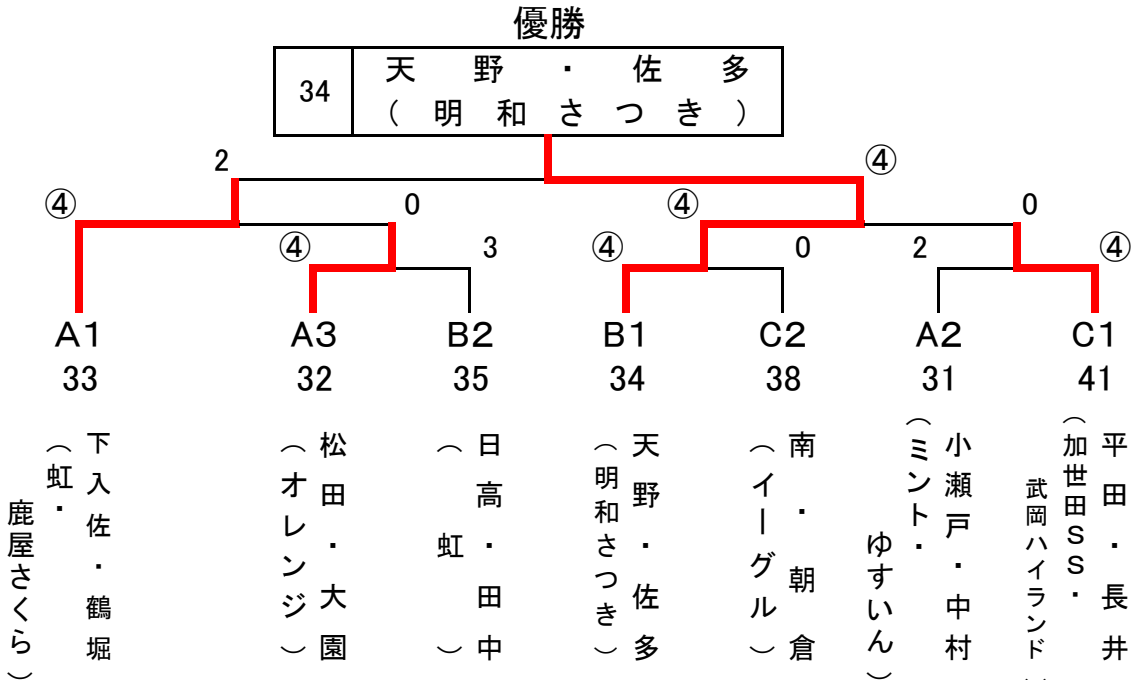 優勝
34
天野・佐多
（明和さつき）
2
④
④
0
④
0
④
3
④
0
2
④
A1
A3
B2
B1
C2
A2
C1
33
32
35
34
38
31
41
下入佐・鶴堀
（虹・
鹿屋さくら）
松田・大園
（オレンジ）
日高・田中
（虹）
天野・佐多
（明和さつき）
南・朝倉
（イーグル）
小瀬戸・中村
（ミント・
ゆすいん）
平田・長井
（加世田SS・
武岡ハイランド）